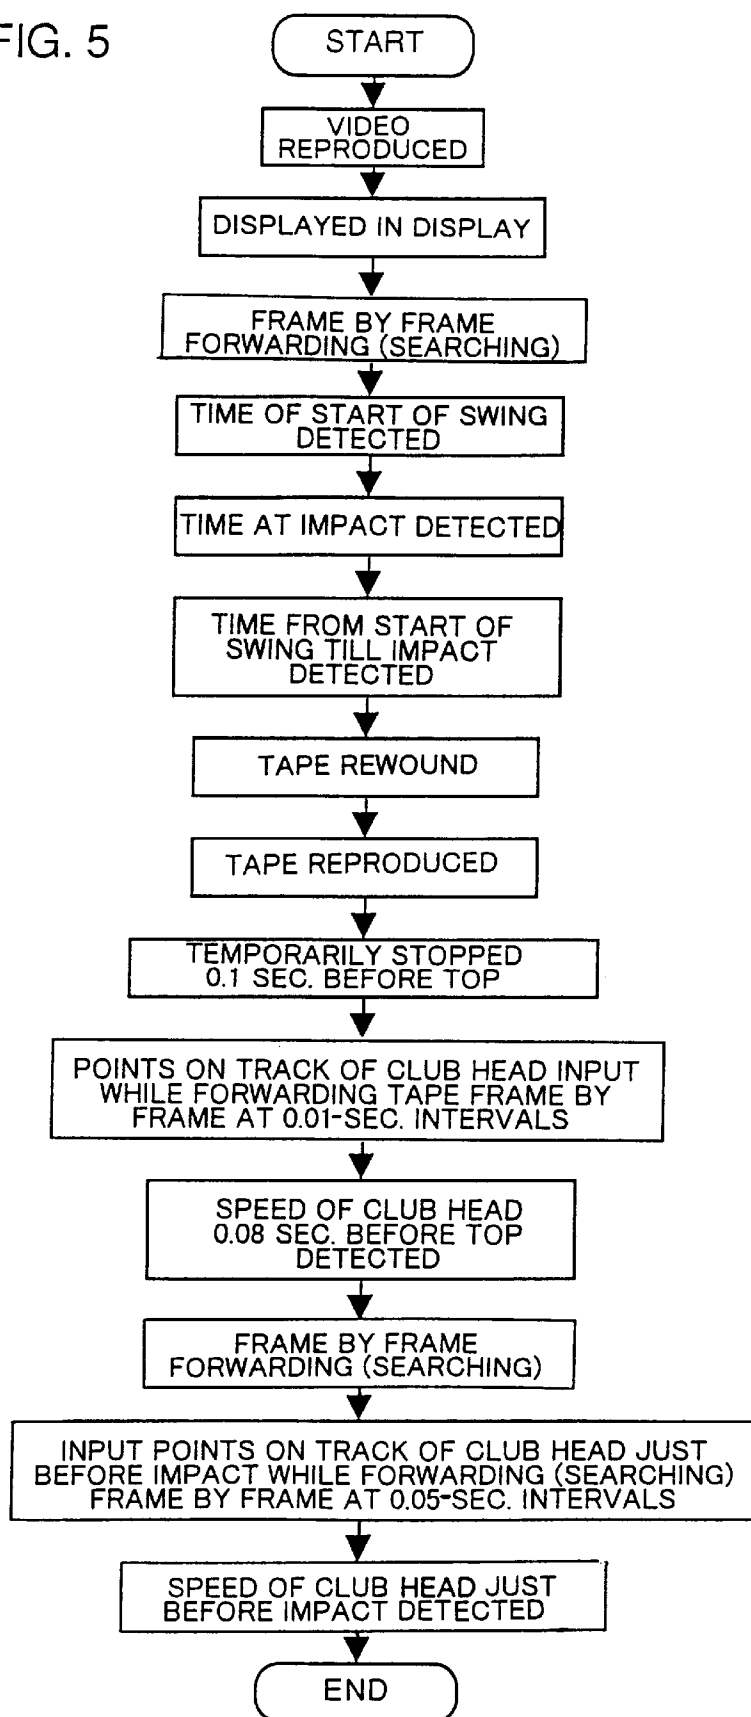 FIG. 5
START
VIDEO
REPRODUCED
DISPLAYED IN DISPLAY
FRAME BY FRAME
FORWARDING (SEARCHING)
TIME OF START OF SWING
DETECTED
TIME AT IMPACT DETECTED
TIME FROM START OF
SWING TILL IMPACT
DETECTED
TAPE REWOUND
TAPE REPRODUCED
TEMPORARILY STOPPED
0.1 SEC. BEFORE TOP
POINTS ON TRACK OF CLUB HEAD INPUT
WHILE FORWARDING TAPE FRAME BY
FRAME AT 0.01-SEC. INTERVALS
SPEED OF CLUB HEAD
0.08 SEC. BEFORE TOP
DETECTED
FRAME BY FRAME
FORWARDING (SEARCHING)
INPUT POINTS ON TRACK OF CLUB HEAD JUST
BEFORE IMPACT WHILE FORWARDING (SEARCHING)
FRAME BY FRAME AT 0.05-SEC. INTERVALS
SPEED OF CLUB HEAD JUST
BEFORE IMPACT DETECTED
END